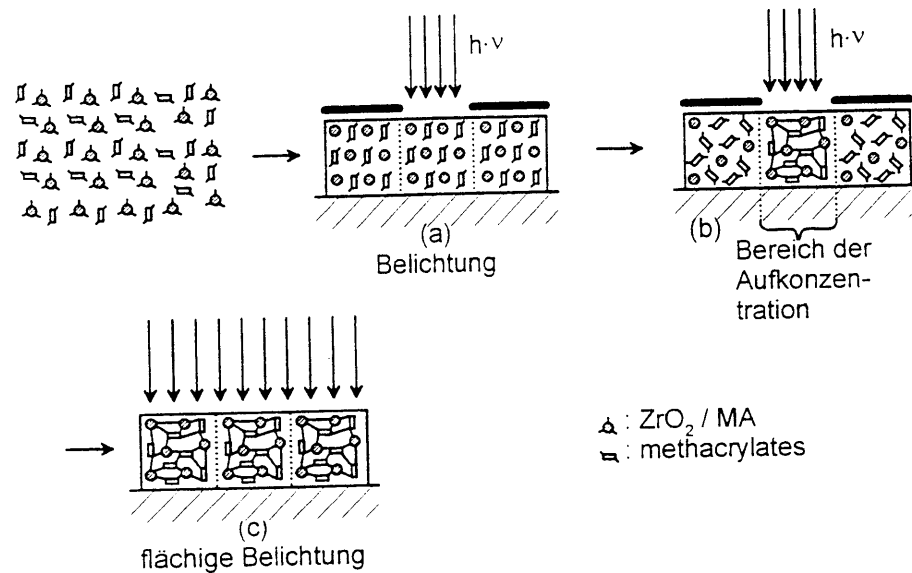 h·ν
h·ν
(a)
Belichtung
(b)
Bereich der
Aufkonzen-
tration
: ZrO₂ / MA
: methacrylates
(c)
flächige Belichtung